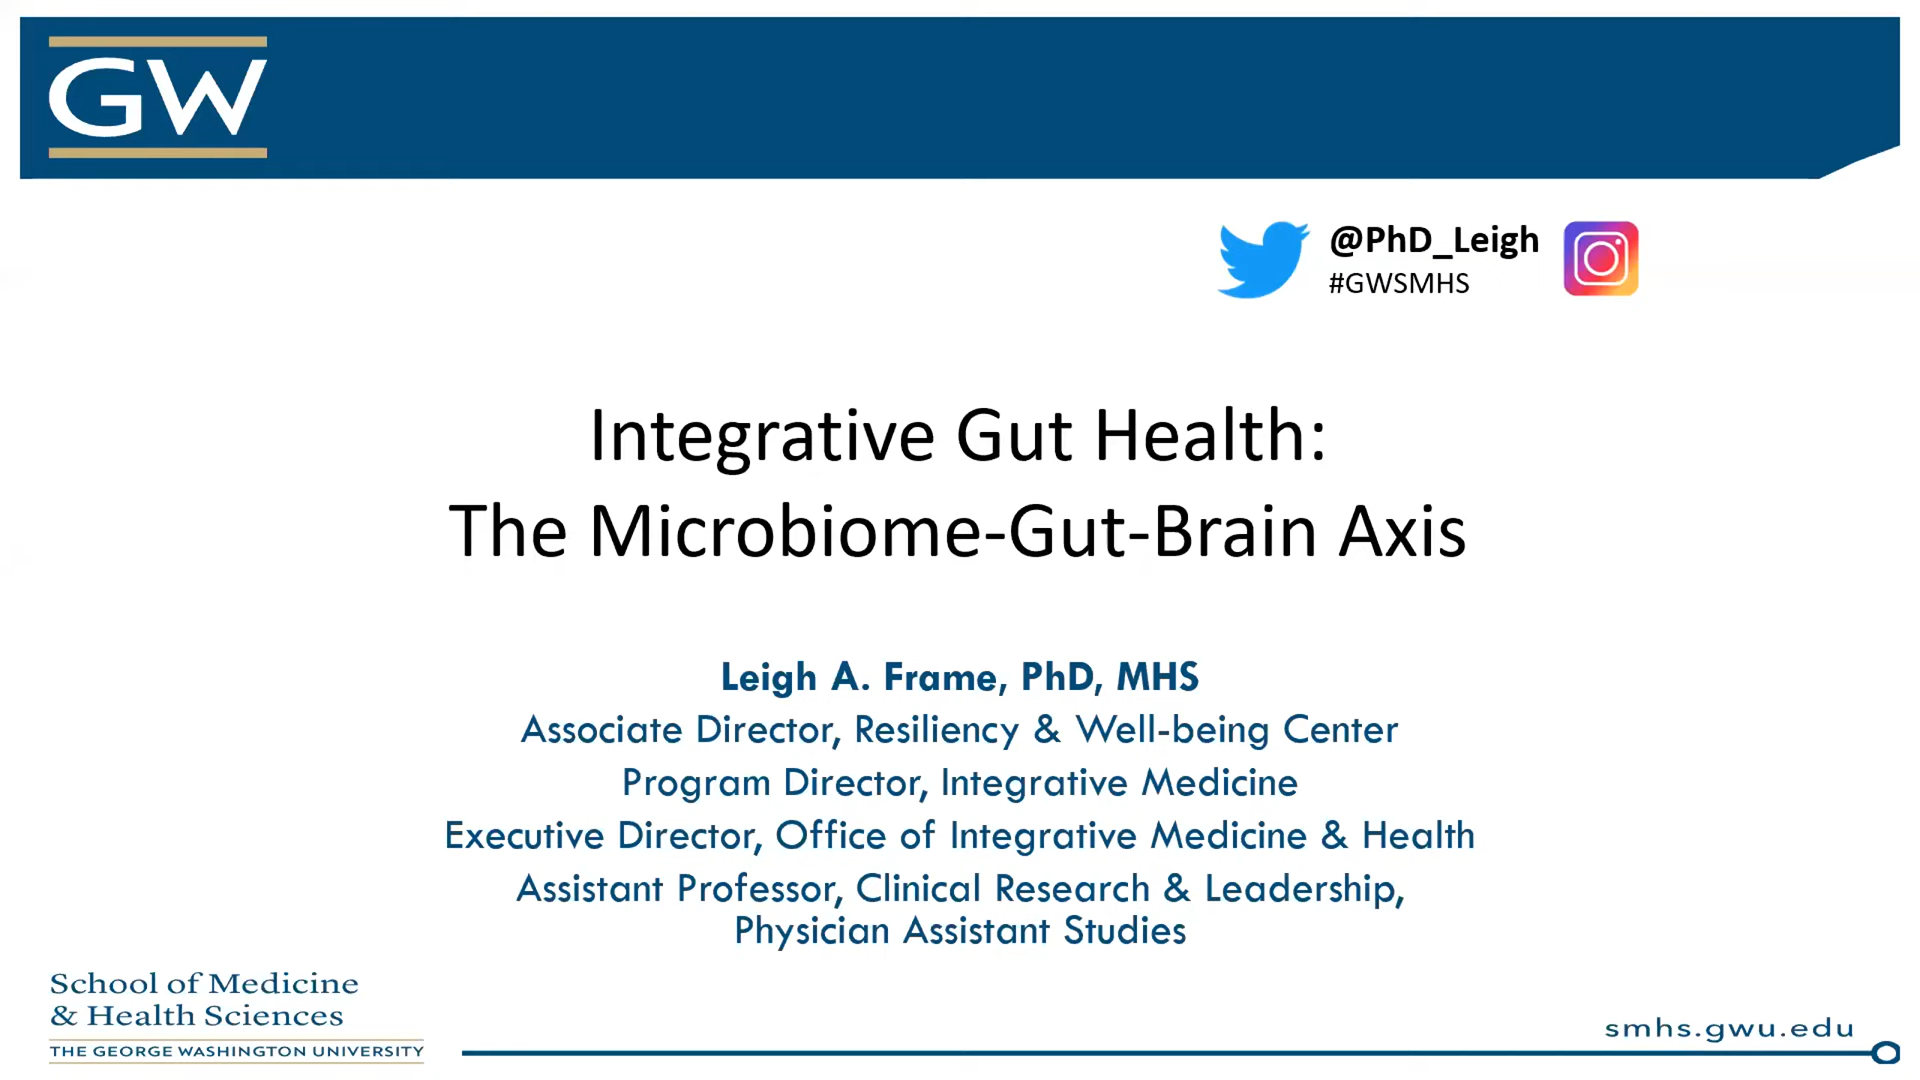 GW
@PhD_Leigh
#GWSMHS
Integrative Gut Health:
The Microbiome-Gut-Brain Axis
Leigh A. Frame, PhD, MHS
Associate Director, Resiliency & Well-being Center
Program Director, Integrative Medicine
Executive Director, Office of Integrative Medicine & Health
Assistant Professor, Clinical Research & Leadership,
Physician Assistant Studies
School of Medicine
& Health Sciences
THE GEORGE WASHINGTON UNIVERSITY
smhs.gwu.edu